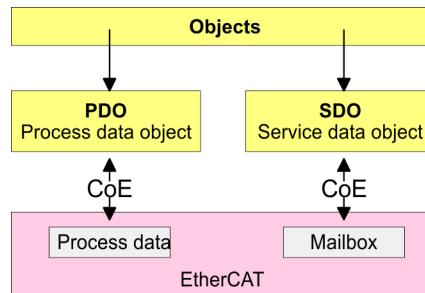 Objects
PDO
Process data object
SDO
Service data object
CoE
CoE
Process data
Mailbox
EtherCAT